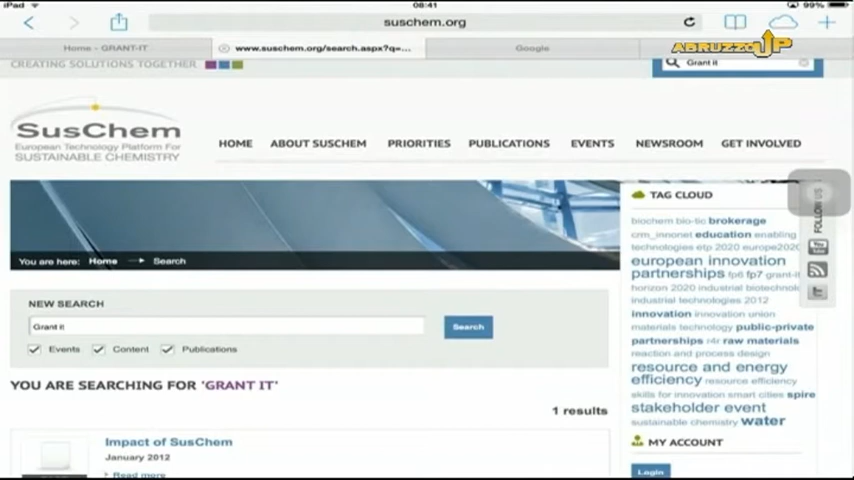 iPad
08:41
99%
suschem.org
Home - GRANT-IT
www.suschem.org/search.aspx?q=...
Google
ABRUZZO UP
CREATING SOLUTIONS TOGETHER
Grant it
SusChem
European Technology Platform For
SUSTAINABLE CHEMISTRY
HOME
ABOUT SUSCHEM
PRIORITIES
PUBLICATIONS
EVENTS
NEWSROOM
GET INVOLVED
You are here: Home Search
NEW SEARCH
Grant it
Search
Events
Content
Publications
YOU ARE SEARCHING FOR 'GRANT IT'
1 results
Impact of SusChem
January 2012
Read more
TAG CLOUD
biochem bio-tic brokerage
crm_innonet education enabling
technologies etp 2020 europe2020
european innovation
partnerships fp6 fp7 grant-it
horizon 2020 industrial biotechnolo
industrial technologies 2012
innovation innovation union
materials technology public-private
partnerships r4r raw materials
reaction and process design
resource and energy
efficiency resource efficiency
skills for innovation smart cities spire
stakeholder event
sustainable chemistry water
MY ACCOUNT
Login
FOLLOW US
You